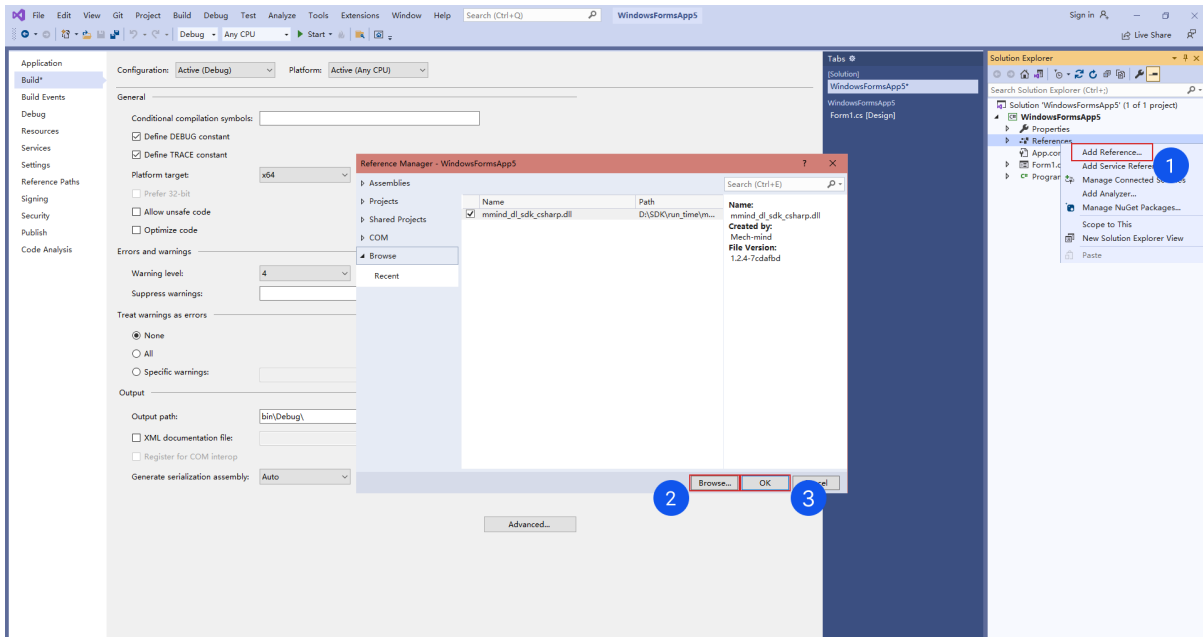 File Edit View Git Project Build Debug Test Analyze Tools Extensions Window Help Search (Ctrl+Q) WindowsFormsApp5 Sign in
Debug Any CPU Start Live Share
Application
Build*
Build Events
Debug
Resources
Services
Settings
Reference Paths
Signing
Security
Publish
Code Analysis
Configuration: Active (Debug) Platform: Active (Any CPU)
General
Conditional compilation symbols:
Define DEBUG constant
Define TRACE constant
Platform target: x64
Prefer 32-bit
Allow unsafe code
Optimize code
Errors and warnings
Warning level: 4
Suppress warnings:
Treat warnings as errors
None
All
Specific warnings:
Output
Output path: bin\Debug\
XML documentation file:
Register for COM interop
Generate serialization assembly: Auto
Advanced...
Reference Manager - WindowsFormsApp5 ?
Assemblies
Projects
Shared Projects
COM
Browse
Recent
Search (Ctrl+E)
Name Path
mmind_dl_sdk_csharp.dll D:\SDK\run_time\m...
Name:
mmind_dl_sdk_csharp.dll
Created by:
Mech-mind
File Version:
1.2.4-7cdafbd
2 Browse... OK 3
Tabs
[Solution]
WindowsFormsApp5*
WindowsFormsApp5
Form1.cs [Design]
Solution Explorer
Search Solution Explorer (Ctrl+;)
Solution 'WindowsFormsApp5' (1 of 1 project)
WindowsFormsApp5
Properties
References
App.con
Form1.c
Program
Add Reference...
1
Add Service Refere
Manage Connected Services
Add Analyzer...
Manage NuGet Packages...
Scope to This
New Solution Explorer View
Paste